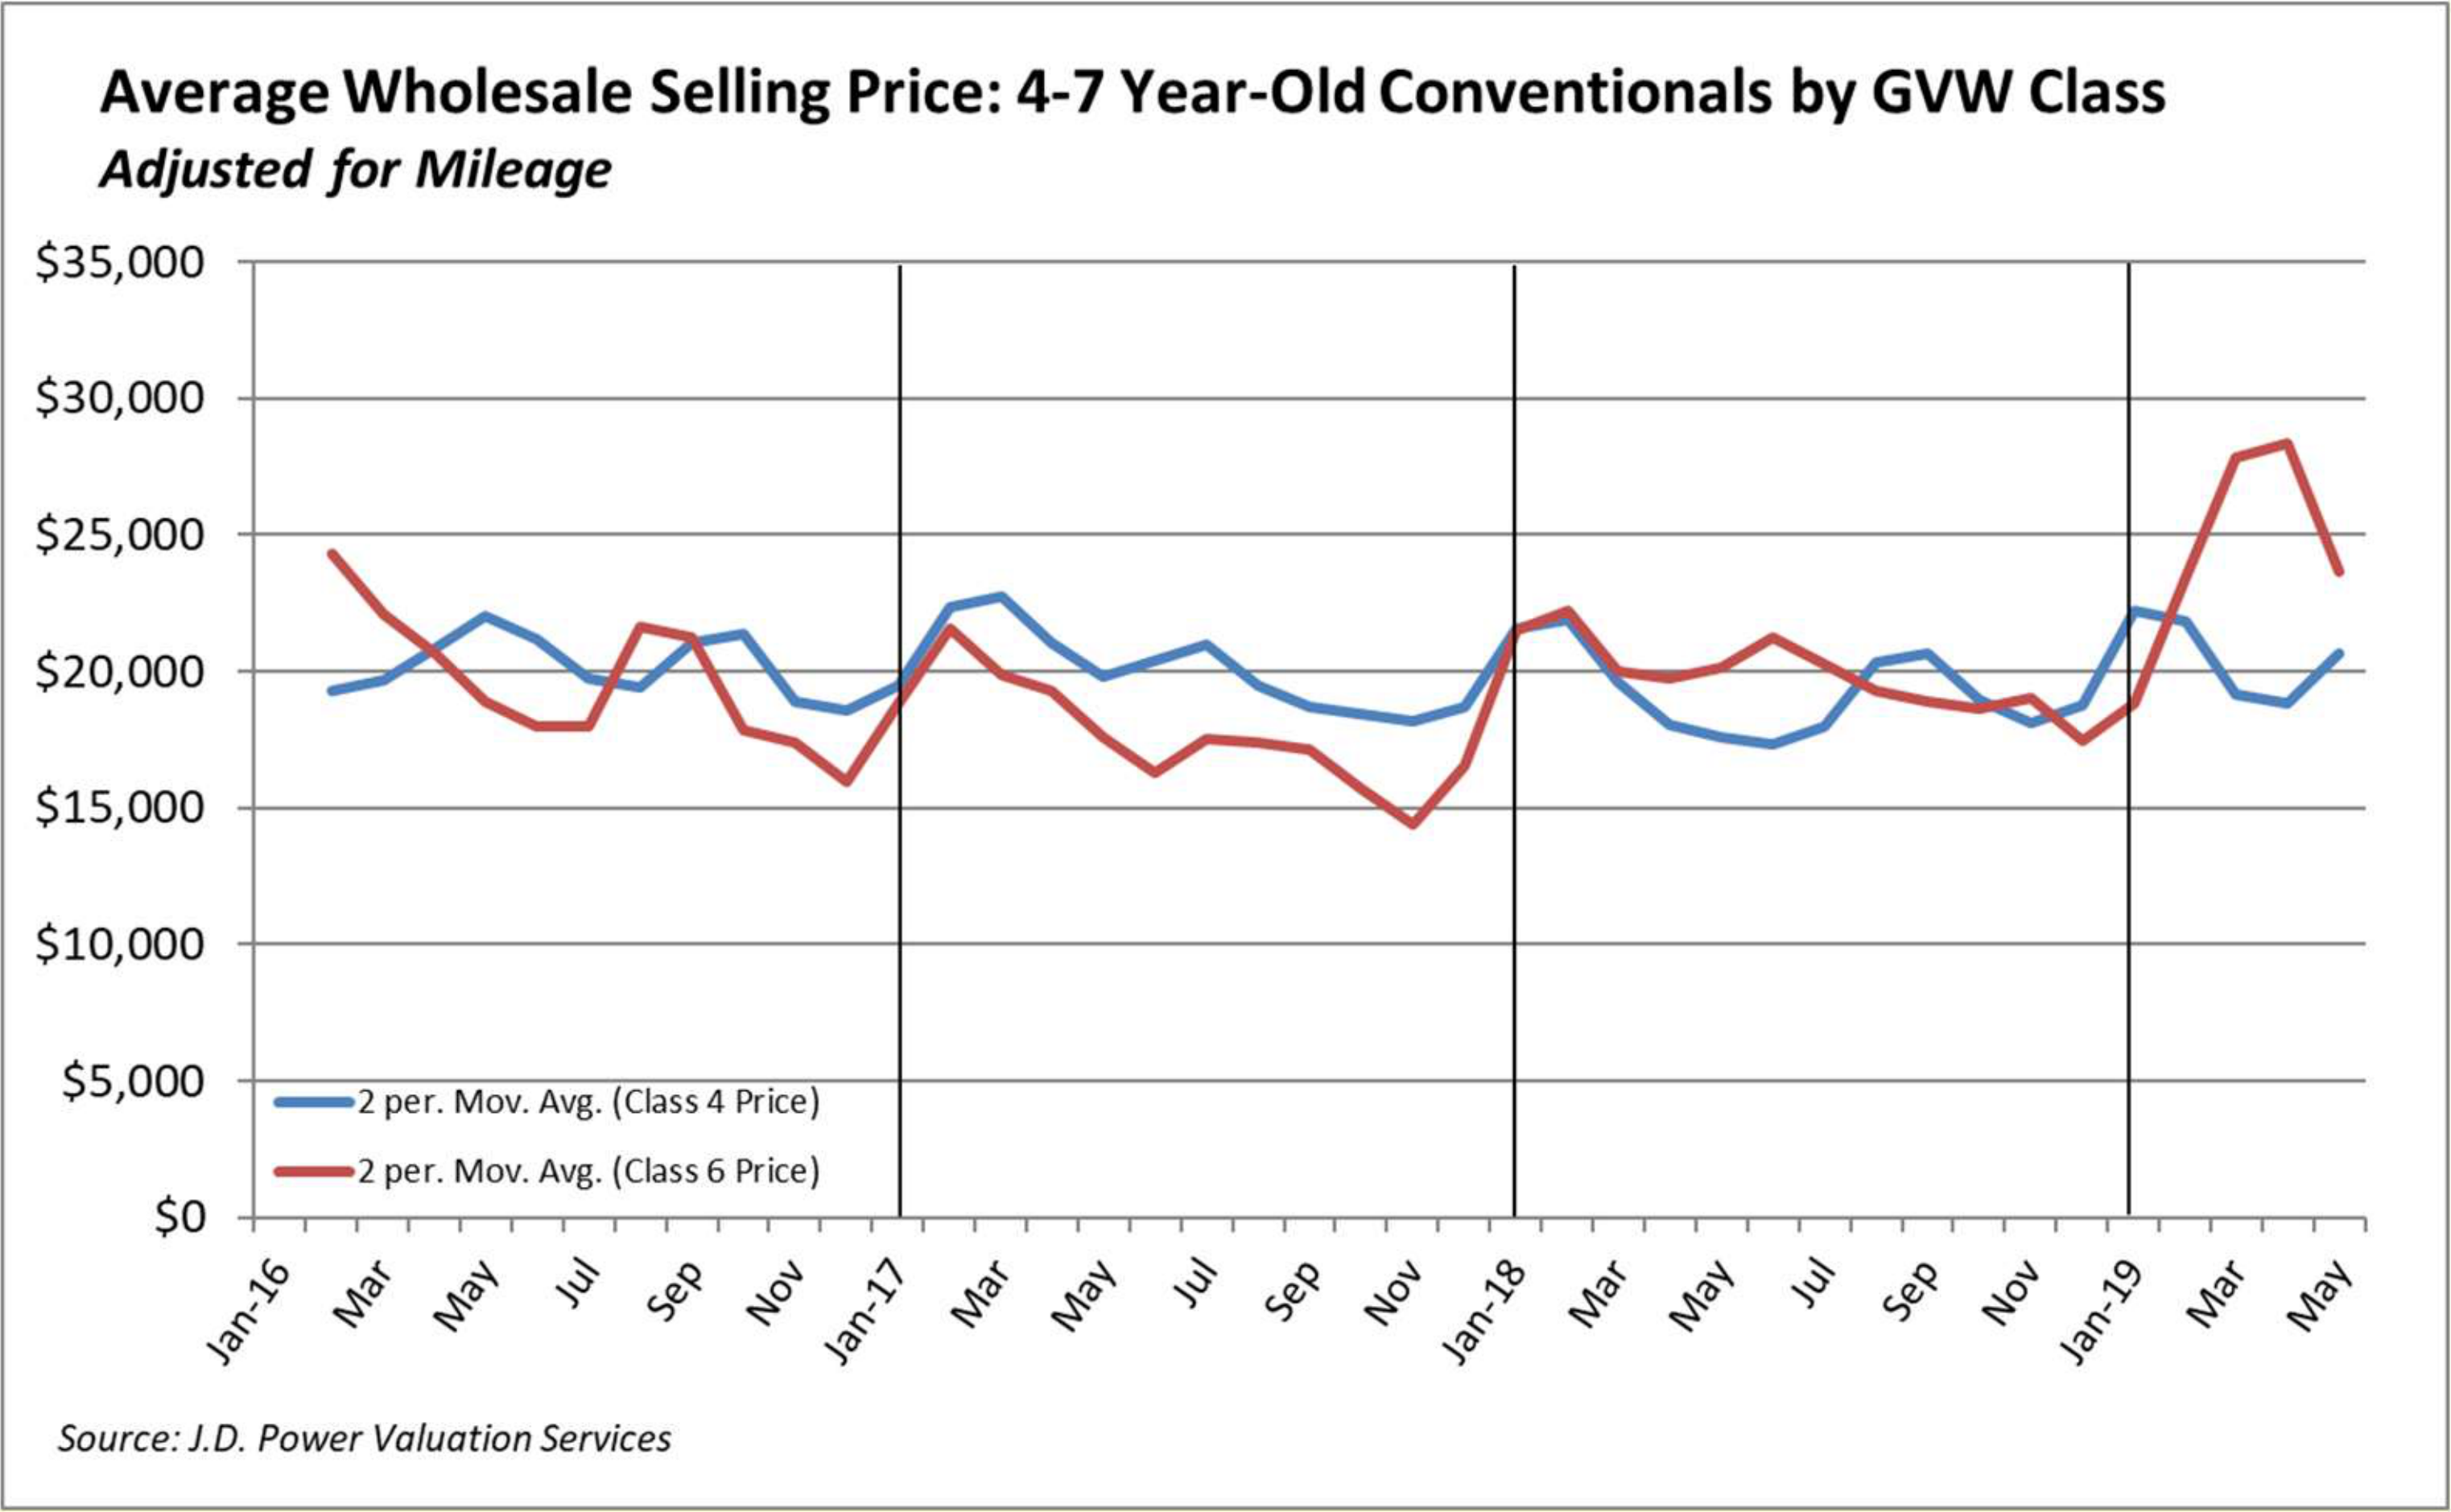 Average Wholesale Selling Price: 4-7 Year-Old Conventionals by GVW Class
Adjusted for Mileage
$35,000
$30,000
$25,000
$20,000
$15,000
$10,000
$5,000
$0
2 per. Mov. Avg. (Class 4 Price)
2 per. Mov. Avg. (Class 6 Price)
Jan-16
Mar
May
Jul
Sep
Nov
Jan-17
Mar
May
Jul
Sep
Nov
Jan-18
Mar
May
Jul
Sep
Nov
Jan-19
Mar
May
Source: J.D. Power Valuation Services